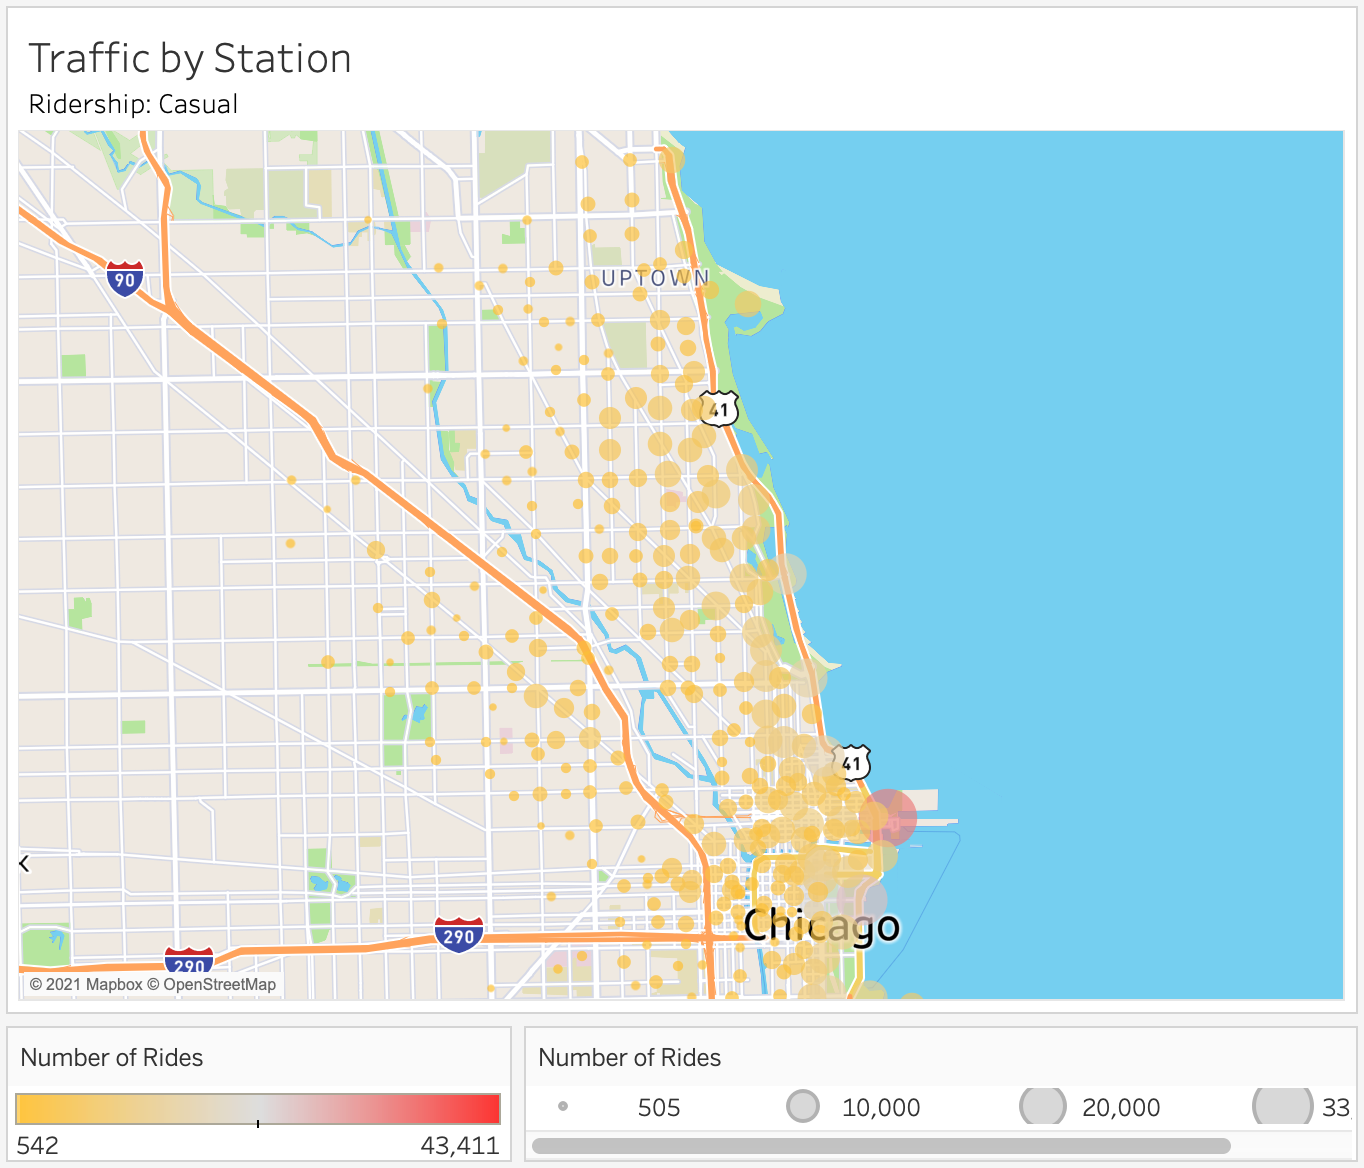 Traffic by Station
Ridership: Casual
90
UPTOWN
41
41
Chicago
290
290
© 2021 Mapbox © OpenStreetMap
Number of Rides
542
43,411
Number of Rides
505
10,000
20,000
33,